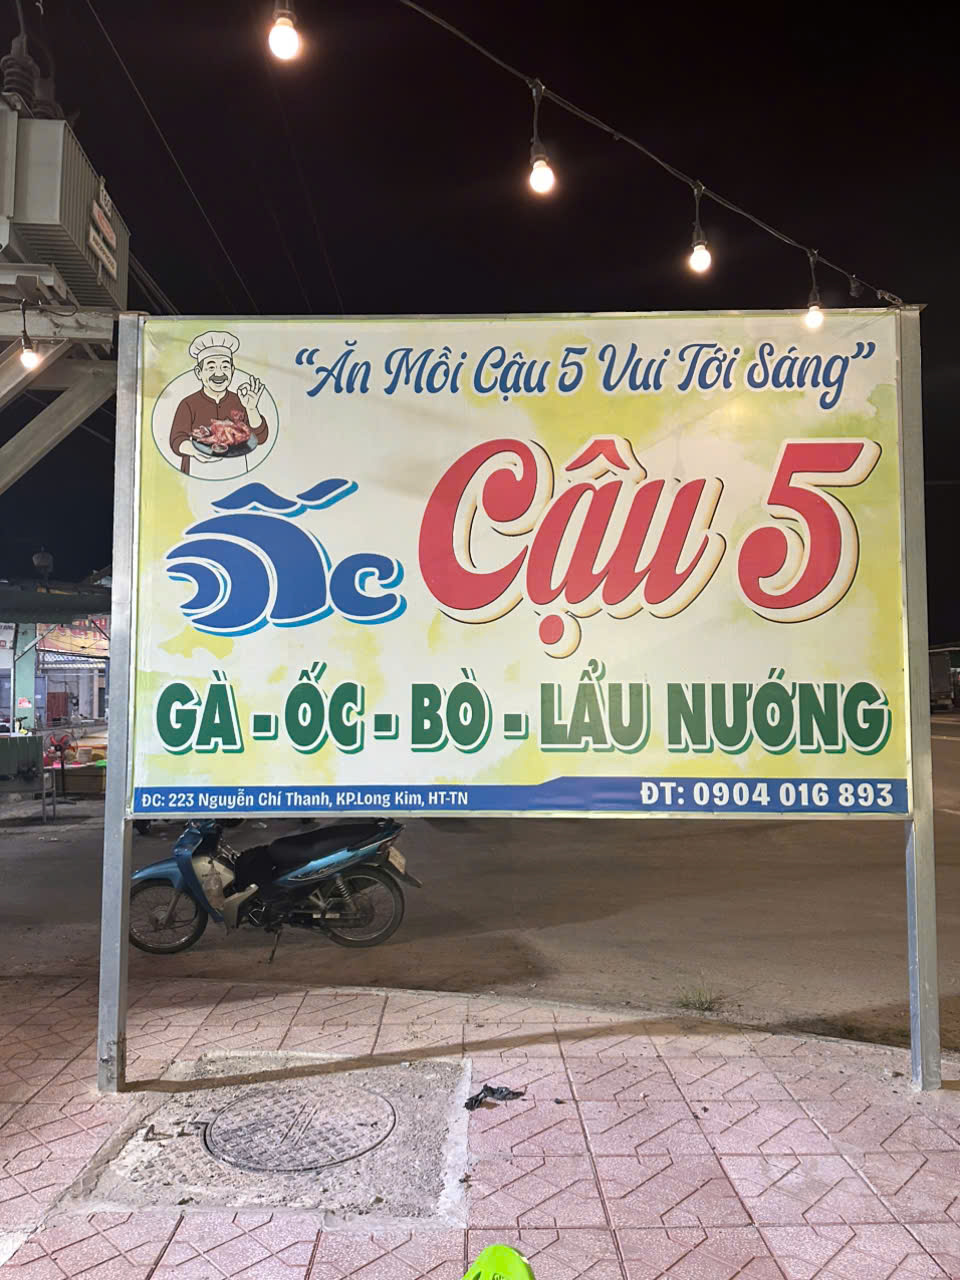 “Ăn Mồi Cậu 5 Vui Tới Sáng”
Ốc Cậu 5
GÀ - ỐC - BÒ - LẨU NƯỚNG
ĐC: 223 Nguyễn Chí Thanh, KP.Long Kim, HT-TN
ĐT: 0904 016 893